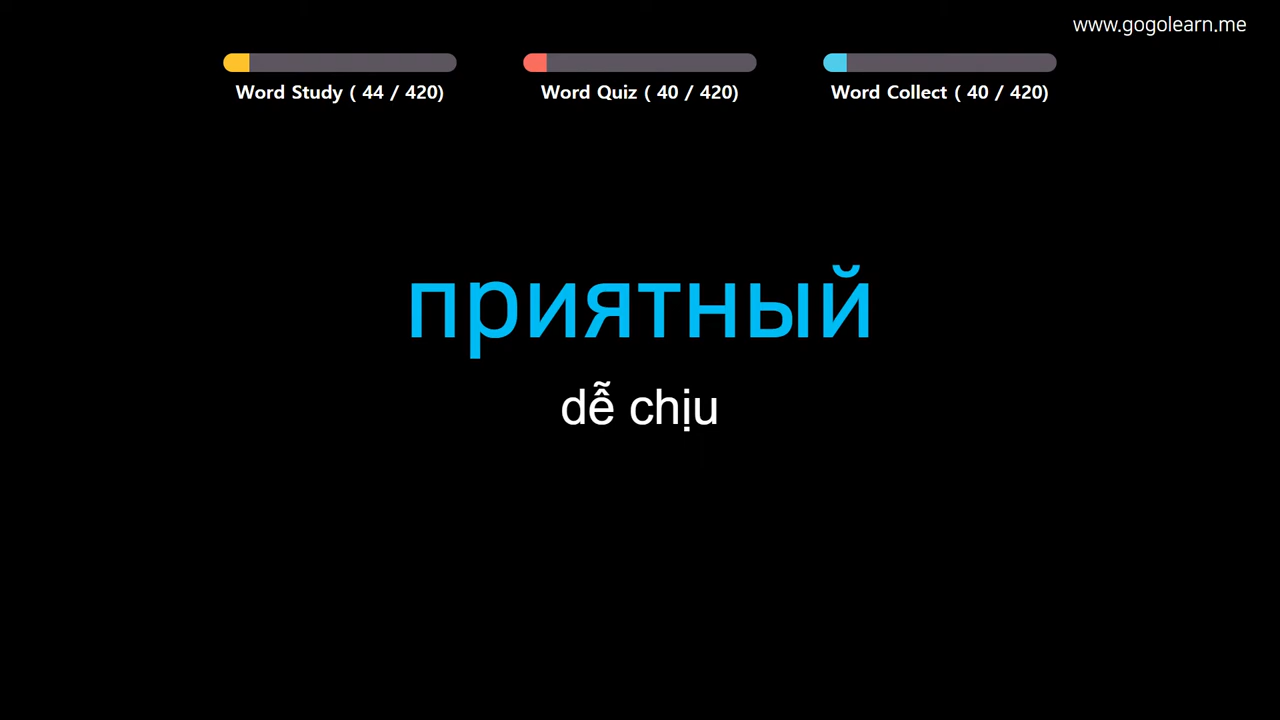 www.gogolearn.me
Word Study ( 44 / 420)
Word Quiz ( 40 / 420)
Word Collect ( 40 / 420)
приятный
dễ chịu